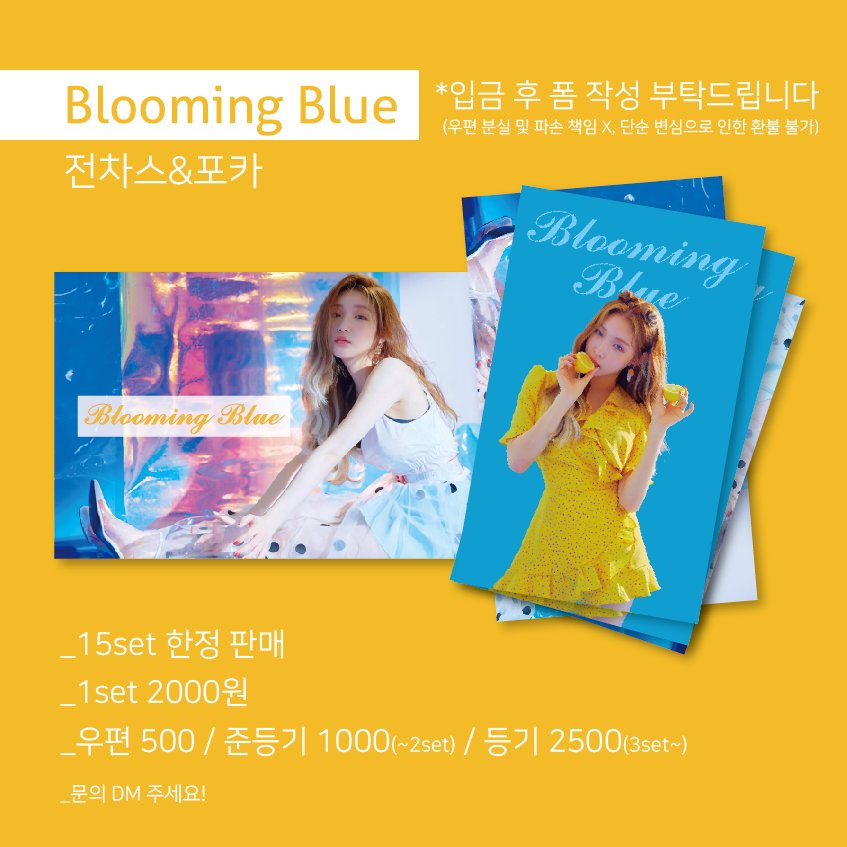 Blooming Blue
*입금 후 폼 작성 부탁드립니다
(우편 분실 및 파손 책임 X, 단순 변심으로 인한 환불 불가)
전차스&포카
Blooming
Blue
Blooming Blue
_15set 한정 판매
_1set 2000원
_우편 500 / 준등기 1000(~2set) / 등기 2500(3set~)
_문의 DM 주세요!